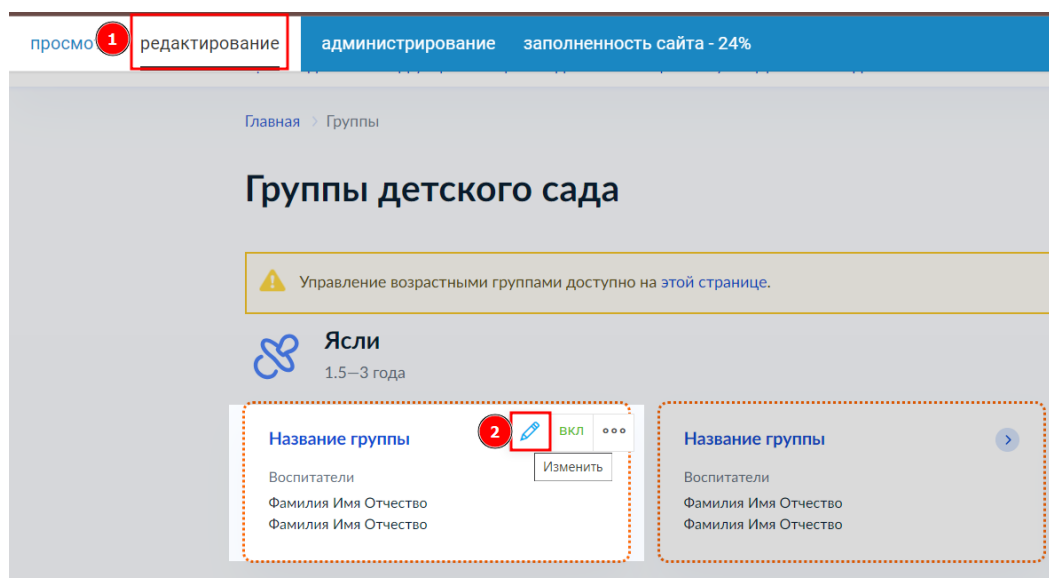 просмо 1 редактирование администрирование заполненность сайта - 24%
Главная > Группы
Группы детского сада
Управление возрастными группами доступно на этой странице.
Ясли
1.5—3 года
Название группы 2 вкл
Изменить
Воспитатели
Фамилия Имя Отчество
Фамилия Имя Отчество
Название группы
Воспитатели
Фамилия Имя Отчество
Фамилия Имя Отчество